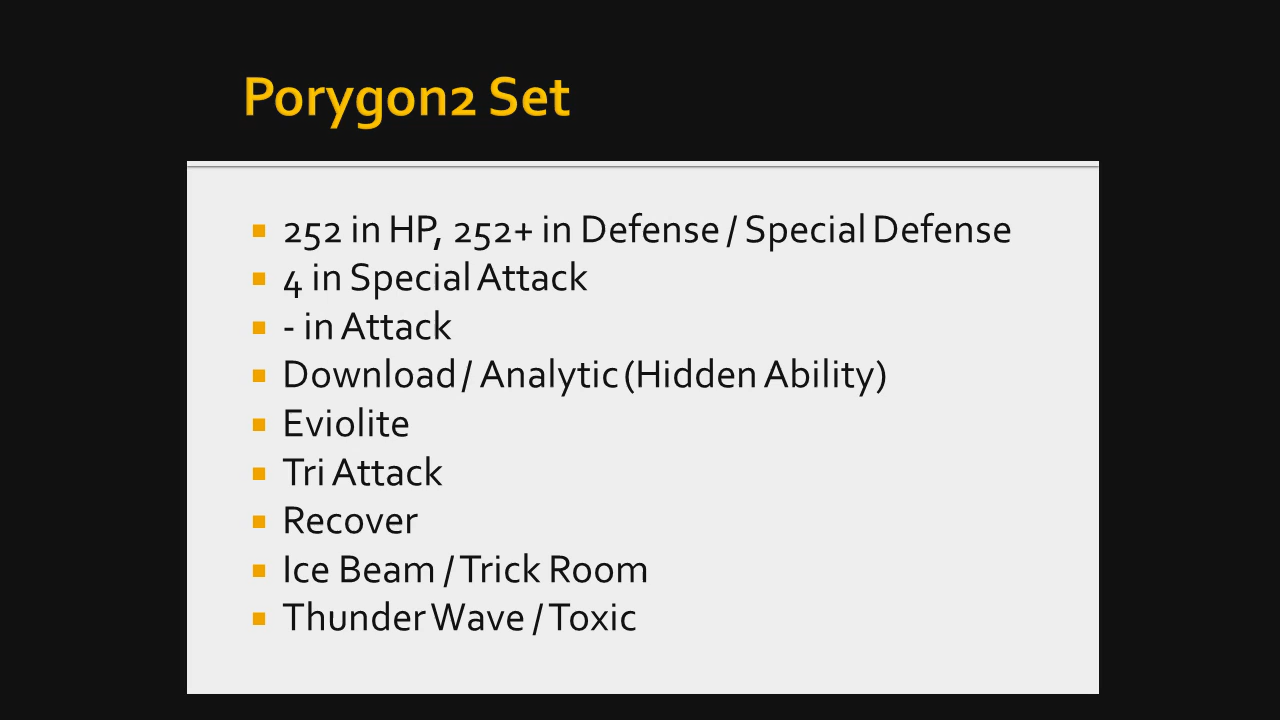 Porygon2 Set
252 in HP, 252+ in Defense / Special Defense
4 in Special Attack
- in Attack
Download / Analytic (Hidden Ability)
Eviolite
Tri Attack
Recover
Ice Beam / Trick Room
Thunder Wave / Toxic